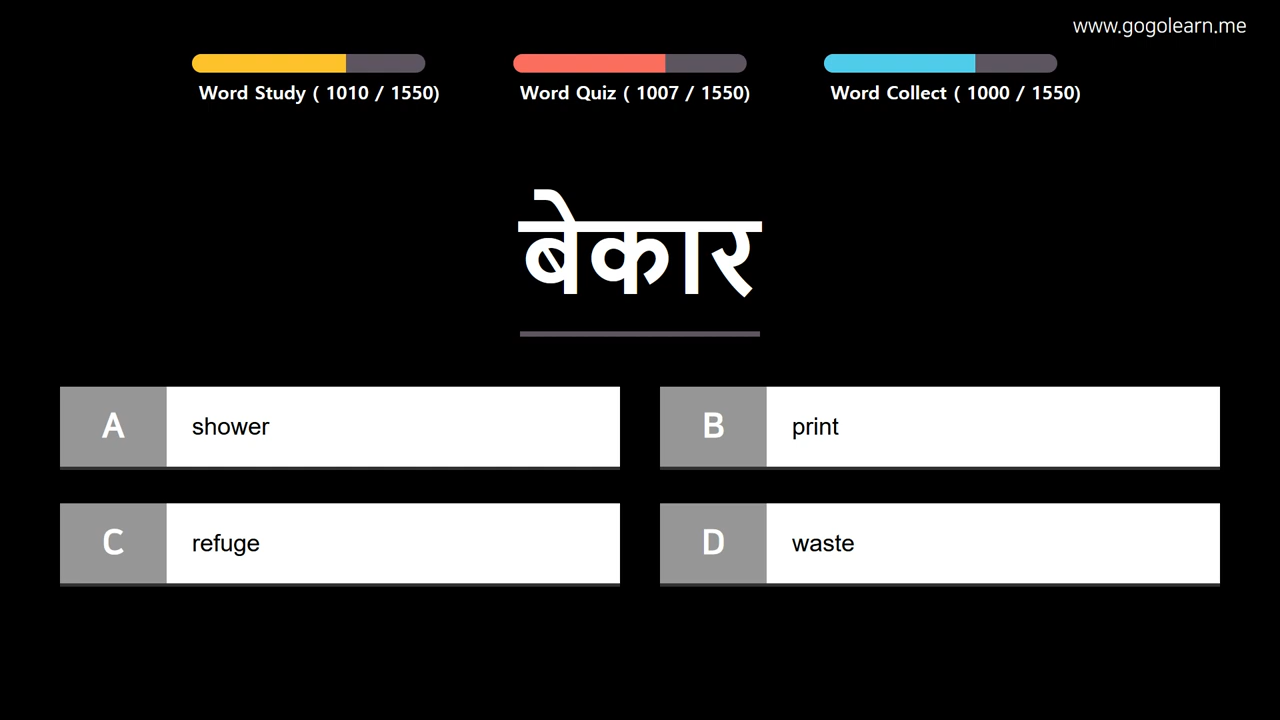 www.gogolearn.me
Word Study ( 1010 / 1550)
Word Quiz ( 1007 / 1550)
Word Collect ( 1000 / 1550)
बेकार
A shower
B print
C refuge
D waste